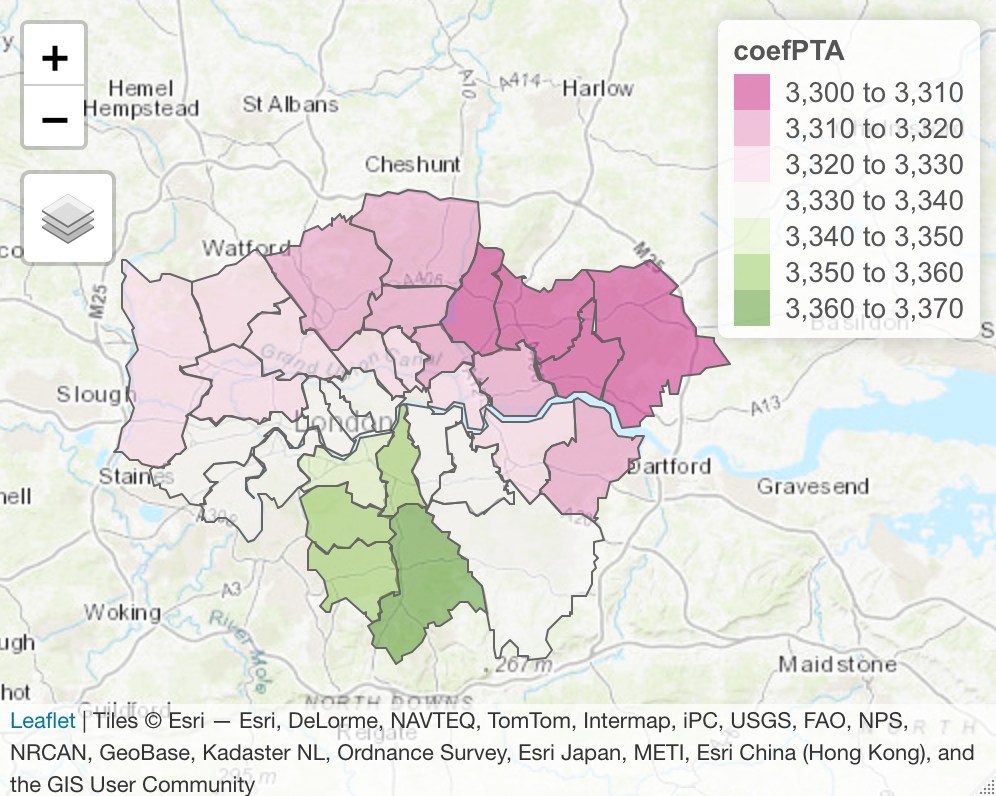 +
−
Hemel
Hempstead
St Albans
A10
A414
Harlow
Cheshunt
coefPTA
3,300 to 3,310
3,310 to 3,320
3,320 to 3,330
3,330 to 3,340
3,340 to 3,350
3,350 to 3,360
3,360 to 3,370
Watford
M25
M25
A406
Basildon
Grand Union Canal
Slough
London
A13
Staines
Dartford
Gravesend
A20
A3
Woking
River Mole
Maidstone
267 m
NORTH DOWNS
Guildford
Reigate
NORTH
Leaflet | Tiles © Esri — Esri, DeLorme, NAVTEQ, TomTom, Intermap, iPC, USGS, FAO, NPS,
NRCAN, GeoBase, Kadaster NL, Ordnance Survey, Esri Japan, METI, Esri China (Hong Kong), and
the GIS User Community
295 m